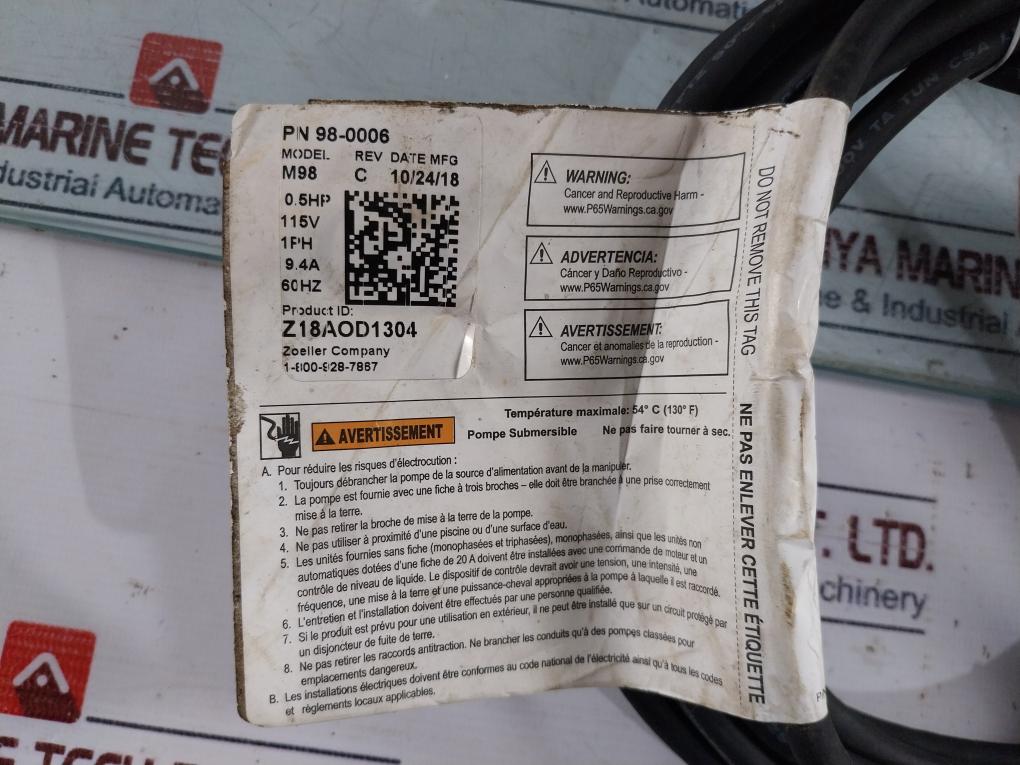 Automati
MARINE TEC
dustrial Automa
PN 98-0006
MODEL REV DATE MFG
M98 C 10/24/18
0.5HP
115V
1PH
9.4A
60HZ
Product ID:
Z18AOD1304
Zoeller Company
1-800-928-7867
WARNING:
Cancer and Reproductive Harm -
www.P65Warnings.ca.gov
ADVERTENCIA:
Cáncer y Daño Reproductivo -
www.P65Warnings.ca.gov
AVERTISSEMENT:
Cancer et anomalies de la reproduction -
www.P65Warnings.ca.gov
DO NOT REMOVE THIS TAG
NE PAS ENLEVER CETTE ÉTIQUETTE
AVERTISSEMENT
Température maximale: 54° C (130° F)
Pompe Submersible Ne pas faire tourner à sec.
A. Pour réduire les risques d'électrocution :
1. Toujours débrancher la pompe de la source d'alimentation avant de la manipuler.
2. La pompe est fournie avec une fiche à trois broches – elle doit être branchée à une prise correctement
mise à la terre.
3. Ne pas retirer la broche de mise à la terre de la pompe.
4. Ne pas utiliser à proximité d'une piscine ou d'une surface d'eau.
5. Les unités fournies sans fiche (monophasées et triphasées), monophasées, ainsi que les unités non
automatiques dotées d'une fiche de 20 A doivent être installées avec une commande de moteur et un
contrôle de niveau de liquide. Le dispositif de contrôle devrait avoir une tension, une intensité, une
fréquence, une mise à la terre et une puissance-cheval appropriées à la pompe à laquelle il est raccordé.
6. L'entretien et l'installation doivent être effectués par une personne qualifiée.
7. Si le produit est prévu pour une utilisation en extérieur, il ne peut être installé que sur un circuit protégé par
un disjoncteur de fuite de terre.
8. Ne pas retirer les raccords antitraction. Ne brancher les conduits qu'à des pompes classées pour
emplacements dangereux.
B. Les installations électriques doivent être conformes au code national de l'électricité ainsi qu'à tous les codes
et règlements locaux applicables.
YA MARIN
e & Industrial
T. LTD.
chinery
TUN CSA